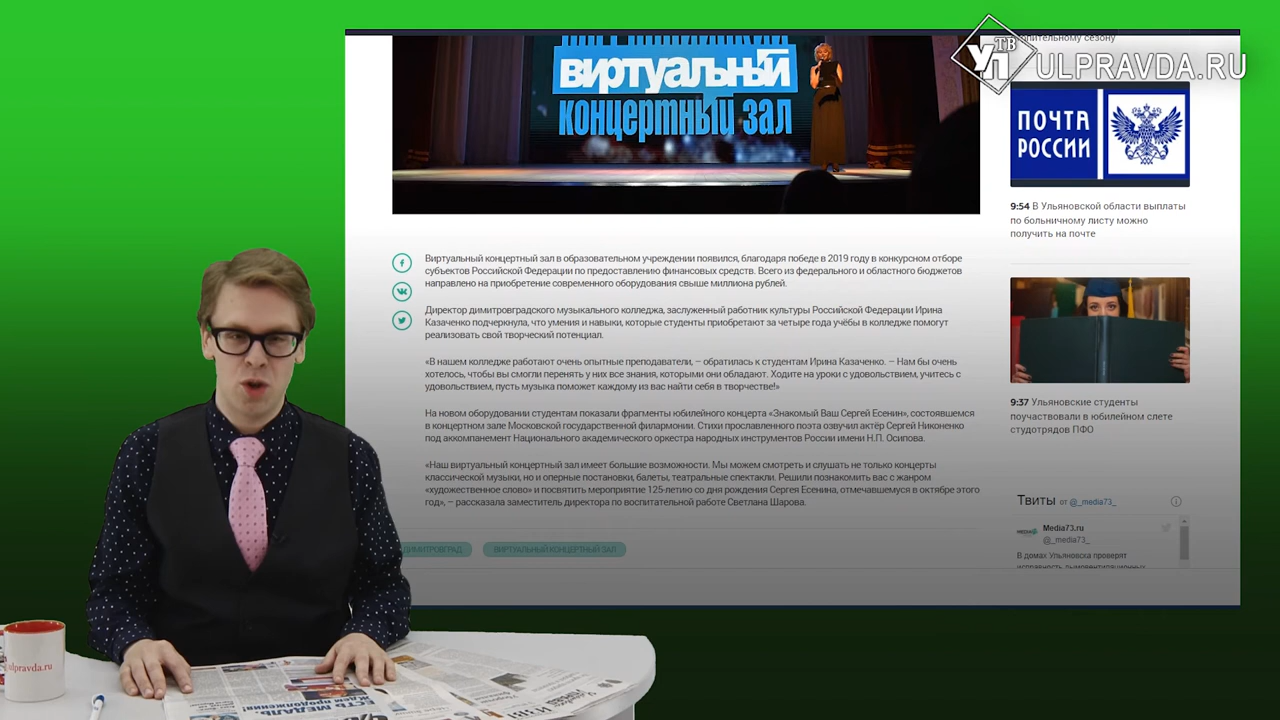 виртуальный
концертный зал
УП ТВ
ULPRAVDA.RU
ПОЧТА
РОССИИ
9:54 В Ульяновской области выплаты
по больничному листу можно
получить на почте
9:37 Ульяновские студенты
поучаствовали в юбилейном слете
студотрядов ПФО
Твиты от @_media73_
Media73.ru
@_media73_
В домах Ульяновска проверят
Виртуальный концертный зал в образовательном учреждении появился, благодаря победе в 2019 году в конкурсном отборе
субъектов Российской Федерации по предоставлению финансовых средств. Всего из федерального и областного бюджетов
направлено на приобретение современного оборудования свыше миллиона рублей.
Директор димитровградского музыкального колледжа, заслуженный работник культуры Российской Федерации Ирина
Казаченко подчеркнула, что умения и навыки, которые студенты приобретают за четыре года учёбы в колледже помогут
реализовать свой творческий потенциал.
«В нашем колледже работают очень опытные преподаватели, – обратилась к студентам Ирина Казаченко. – Нам бы очень
хотелось, чтобы вы смогли перенять у них все знания, которыми они обладают. Ходите на уроки с удовольствием, учитесь с
удовольствием, пусть музыка поможет каждому из вас найти себя в творчестве!»
На новом оборудовании студентам показали фрагменты юбилейного концерта «Знакомый Ваш Сергей Есенин», состоявшемся
в концертном зале Московской государственной филармонии. Стихи прославленного поэта озвучил актёр Сергей Никоненко
под аккомпанемент Национального академического оркестра народных инструментов России имени Н.П. Осипова.
«Наш виртуальный концертный зал имеет большие возможности. Мы можем смотреть и слушать не только концерты
классической музыки, но и оперные постановки, балеты, театральные спектакли. Решили познакомить вас с жанром
«художественное слово» и посвятить мероприятие 125-летию со дня рождения Сергея Есенина, отмечавшемуся в октябре этого
года», – рассказала заместитель директора по воспитательной работе Светлана Шарова.
ДИМИТРОВГРАД
ВИРТУАЛЬНЫЙ КОНЦЕРТНЫЙ ЗАЛ
ulpravda.ru
Ждем продолжения!
ЕСТЬ МЕДАЛЬ,